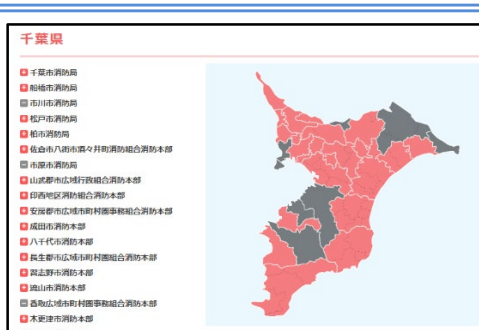 千葉県
千葉市消防局
船橋市消防局
市川市消防局
松戸市消防局
柏市消防局
佐倉市八街市酒々井町消防組合消防本部
市原市消防局
山武郡市広域行政組合消防本部
印西地区消防組合消防本部
安房郡市広域市町村圏事務組合消防本部
成田市消防本部
八千代市消防本部
長生郡市広域市町村圏組合消防本部
習志野市消防本部
流山市消防本部
香取広域市町村圏事務組合消防本部
木更津市消防本部